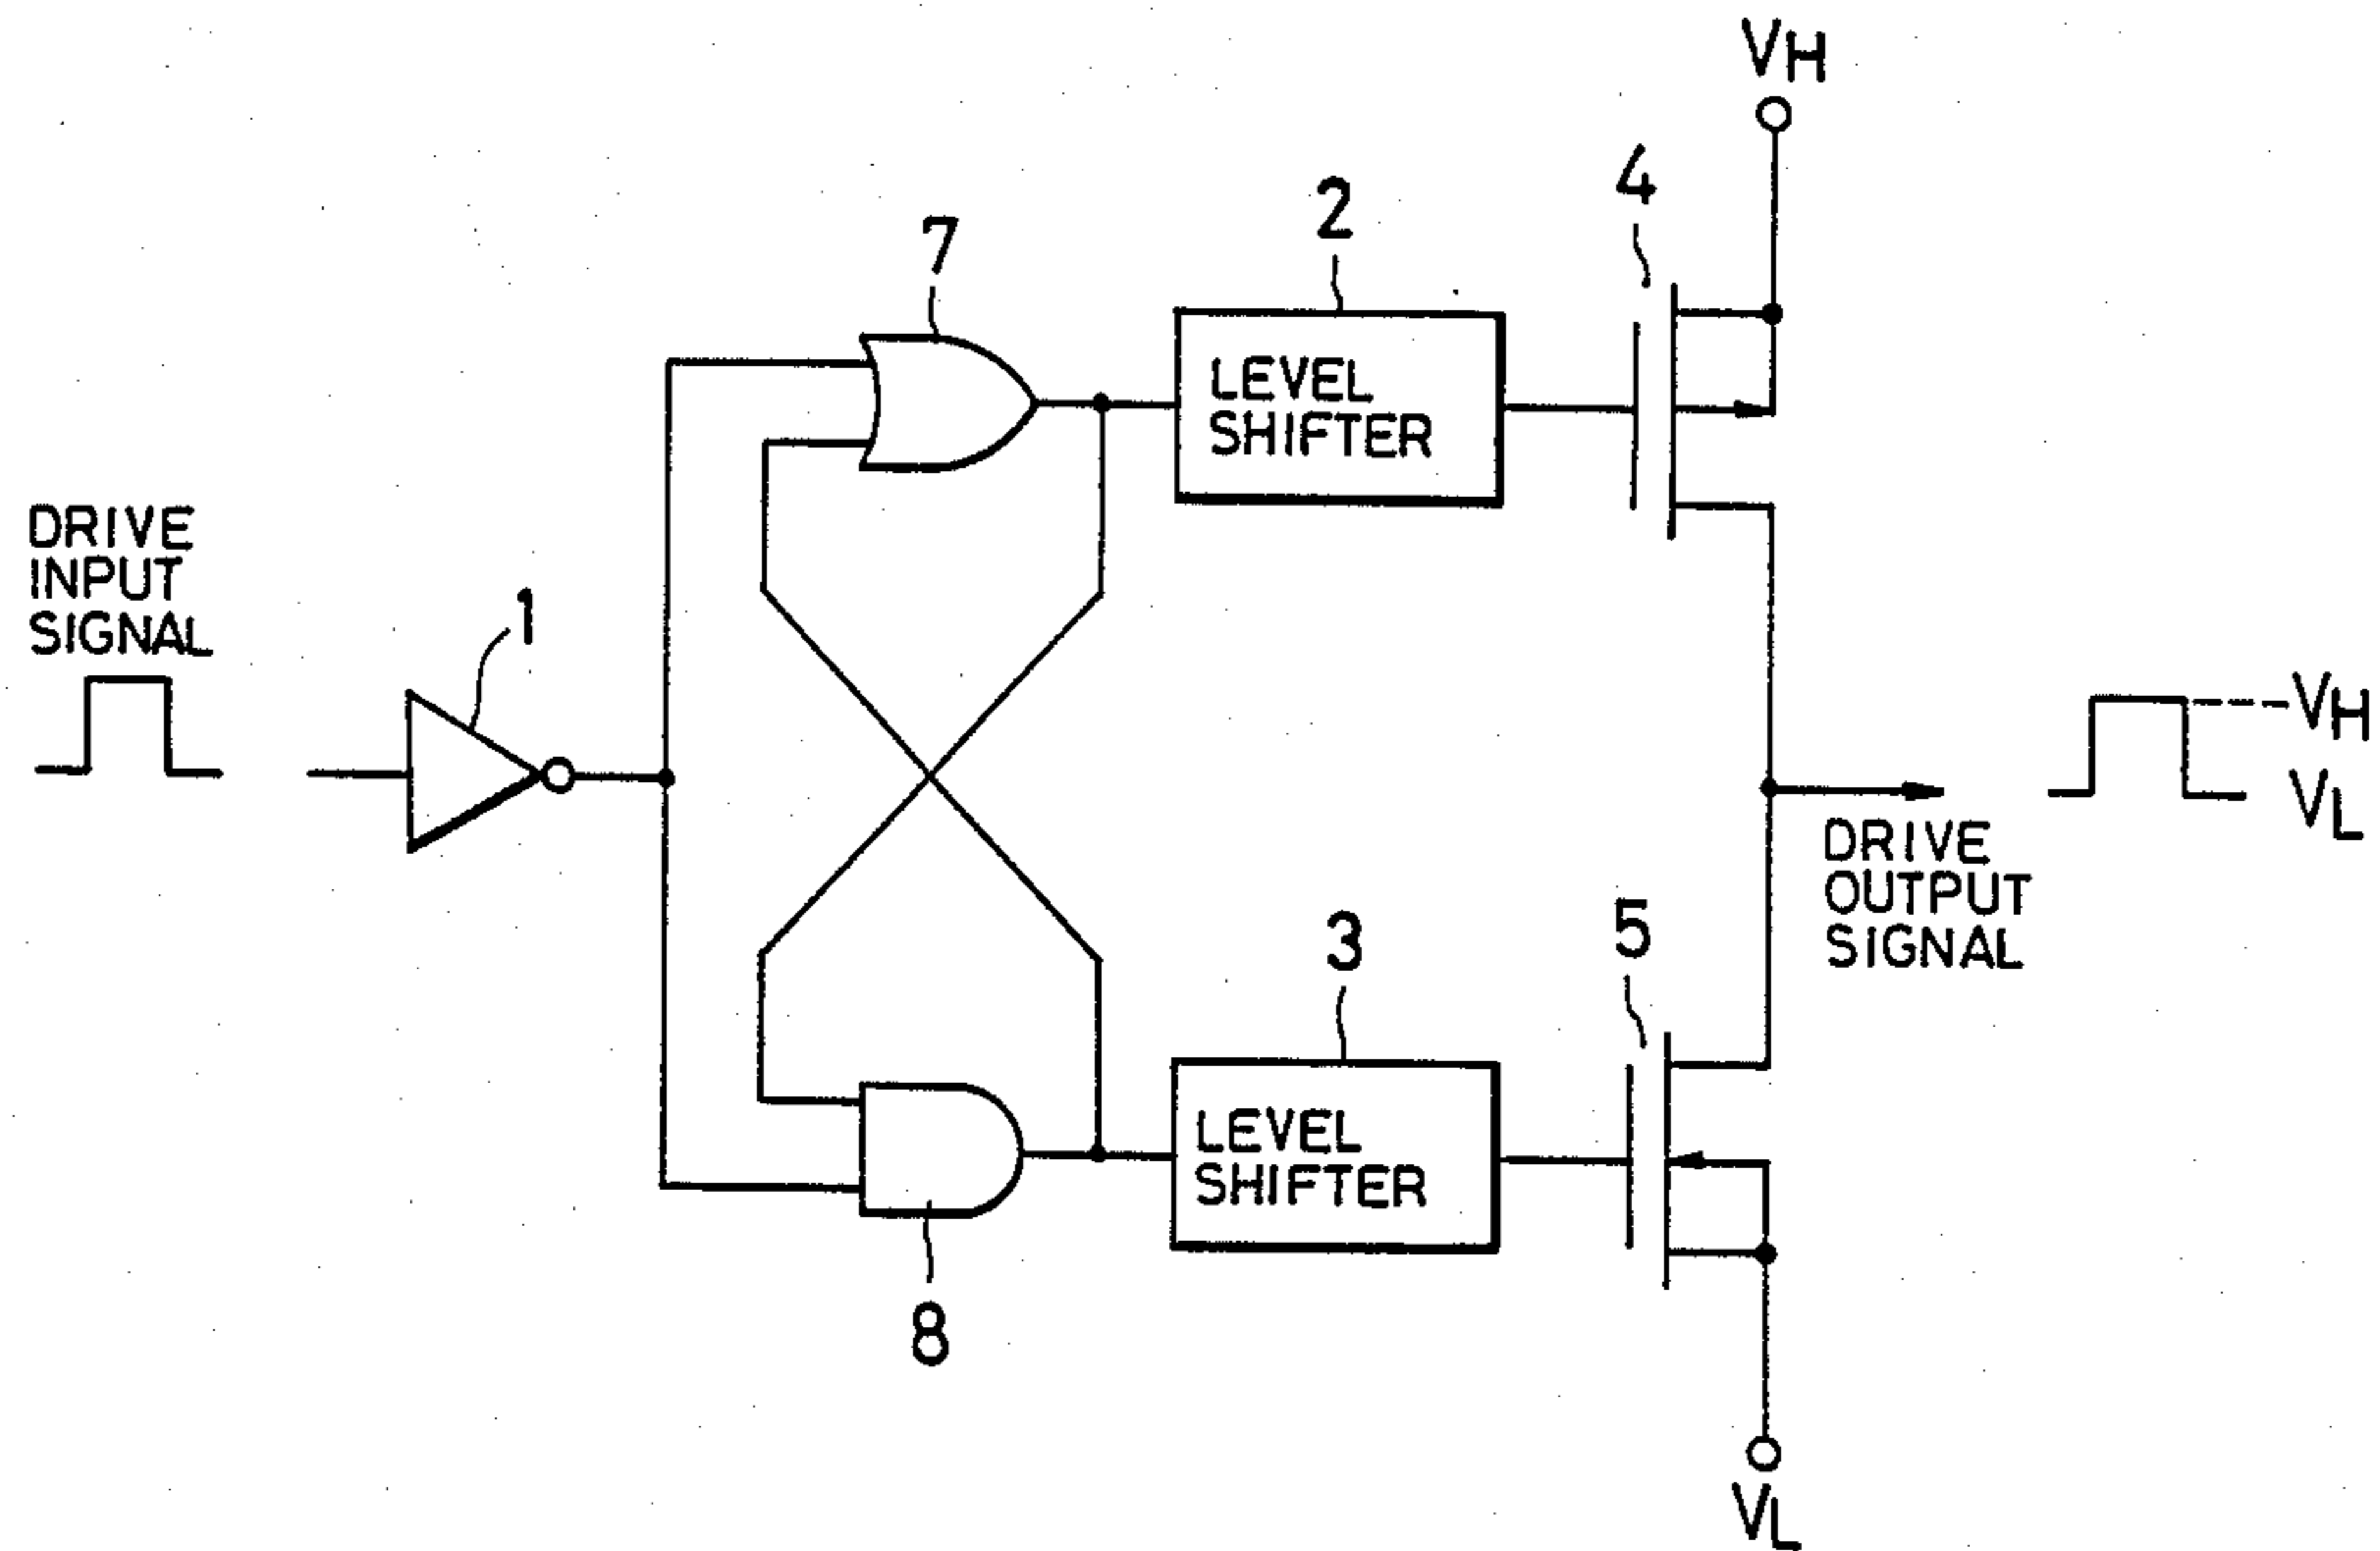 VH
4
2
7
LEVEL
SHIFTER
DRIVE
INPUT
SIGNAL
1
VH
VL
DRIVE
OUTPUT
SIGNAL
5
3
LEVEL
SHIFTER
8
VL